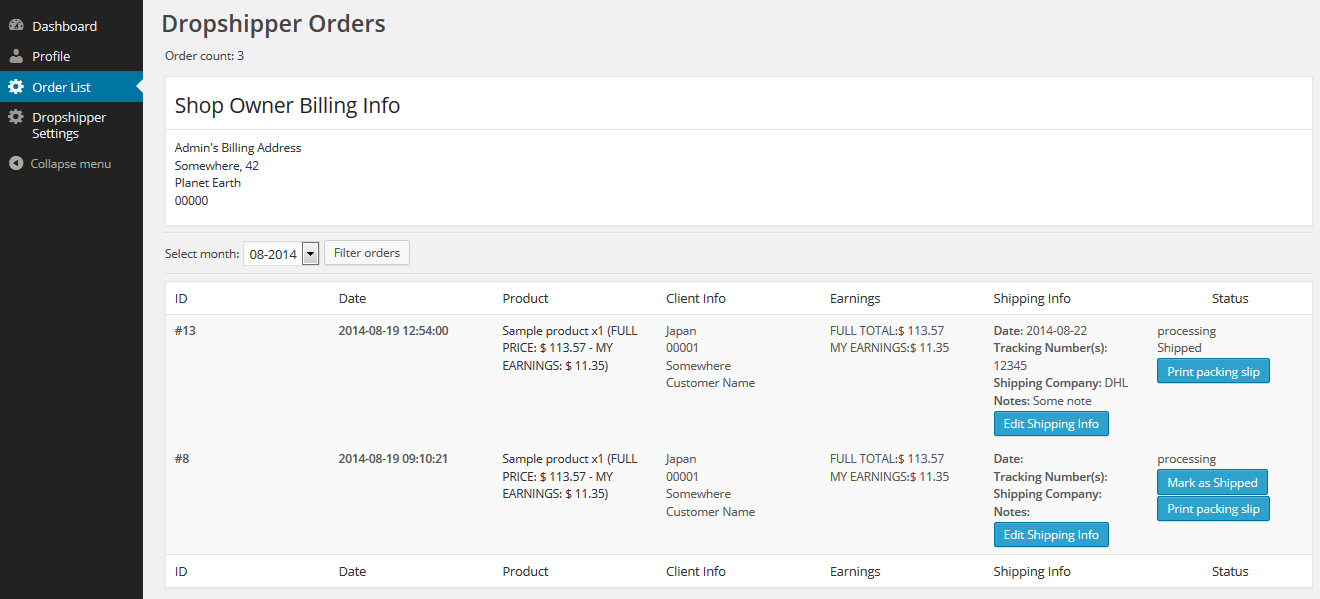 Dashboard
Profile
Order List
Dropshipper
Settings
Collapse menu
Dropshipper Orders
Order count: 3
Shop Owner Billing Info
Admin's Billing Address
Somewhere, 42
Planet Earth
00000
Select month: 08-2014 Filter orders
ID Date Product Client Info Earnings Shipping Info Status
#13
2014-08-19 12:54:00
Sample product x1 (FULL
PRICE: $ 113.57 - MY
EARNINGS: $ 11.35)
Japan
00001
Somewhere
Customer Name
FULL TOTAL:$ 113.57
MY EARNINGS:$ 11.35
Date: 2014-08-22
Tracking Number(s):
12345
Shipping Company: DHL
Notes: Some note
Edit Shipping Info
processing
Shipped
Print packing slip
#8
2014-08-19 09:10:21
Sample product x1 (FULL
PRICE: $ 113.57 - MY
EARNINGS: $ 11.35)
Japan
00001
Somewhere
Customer Name
FULL TOTAL:$ 113.57
MY EARNINGS:$ 11.35
Date:
Tracking Number(s):
Shipping Company:
Notes:
Edit Shipping Info
processing
Mark as Shipped
Print packing slip
ID Date Product Client Info Earnings Shipping Info Status